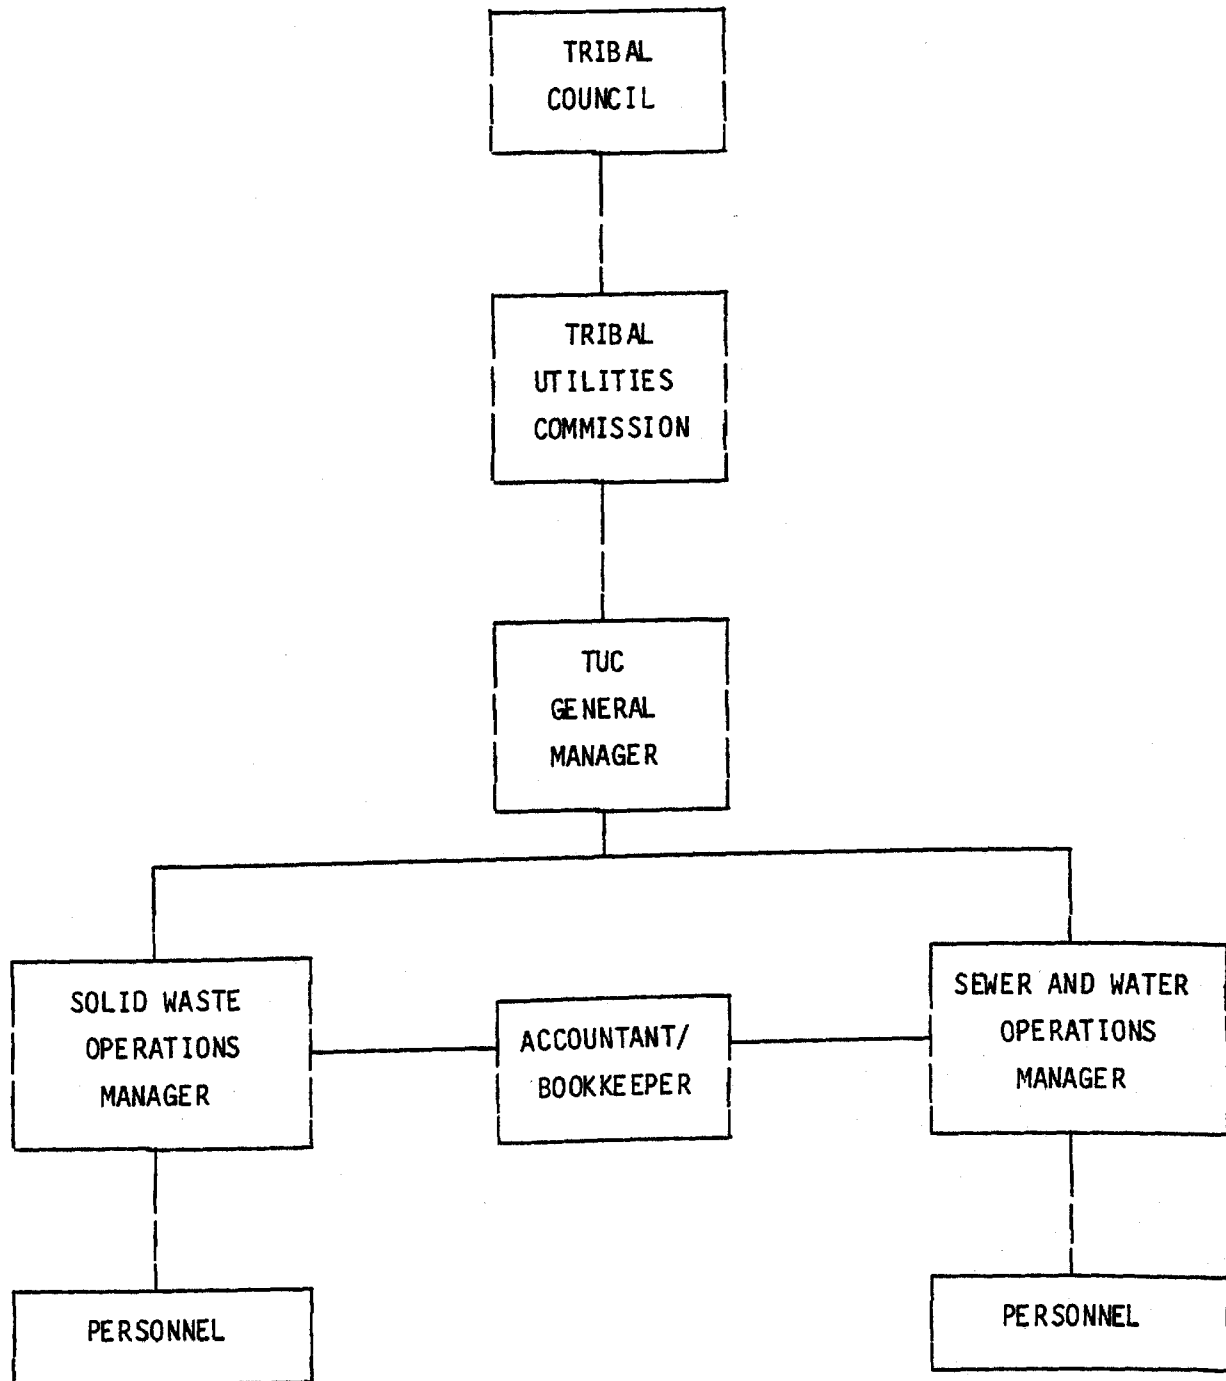 TRIBAL
COUNCIL
TRIBAL
UTILITIES
COMMISSION
TUC
GENERAL
MANAGER
SOLID WASTE
OPERATIONS
MANAGER
ACCOUNTANT/
BOOKKEEPER
SEWER AND WATER
OPERATIONS
MANAGER
PERSONNEL
PERSONNEL